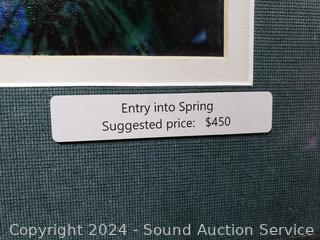 Entry into Spring
Suggested price: $450
Copyright 2024 - Sound Auction Service